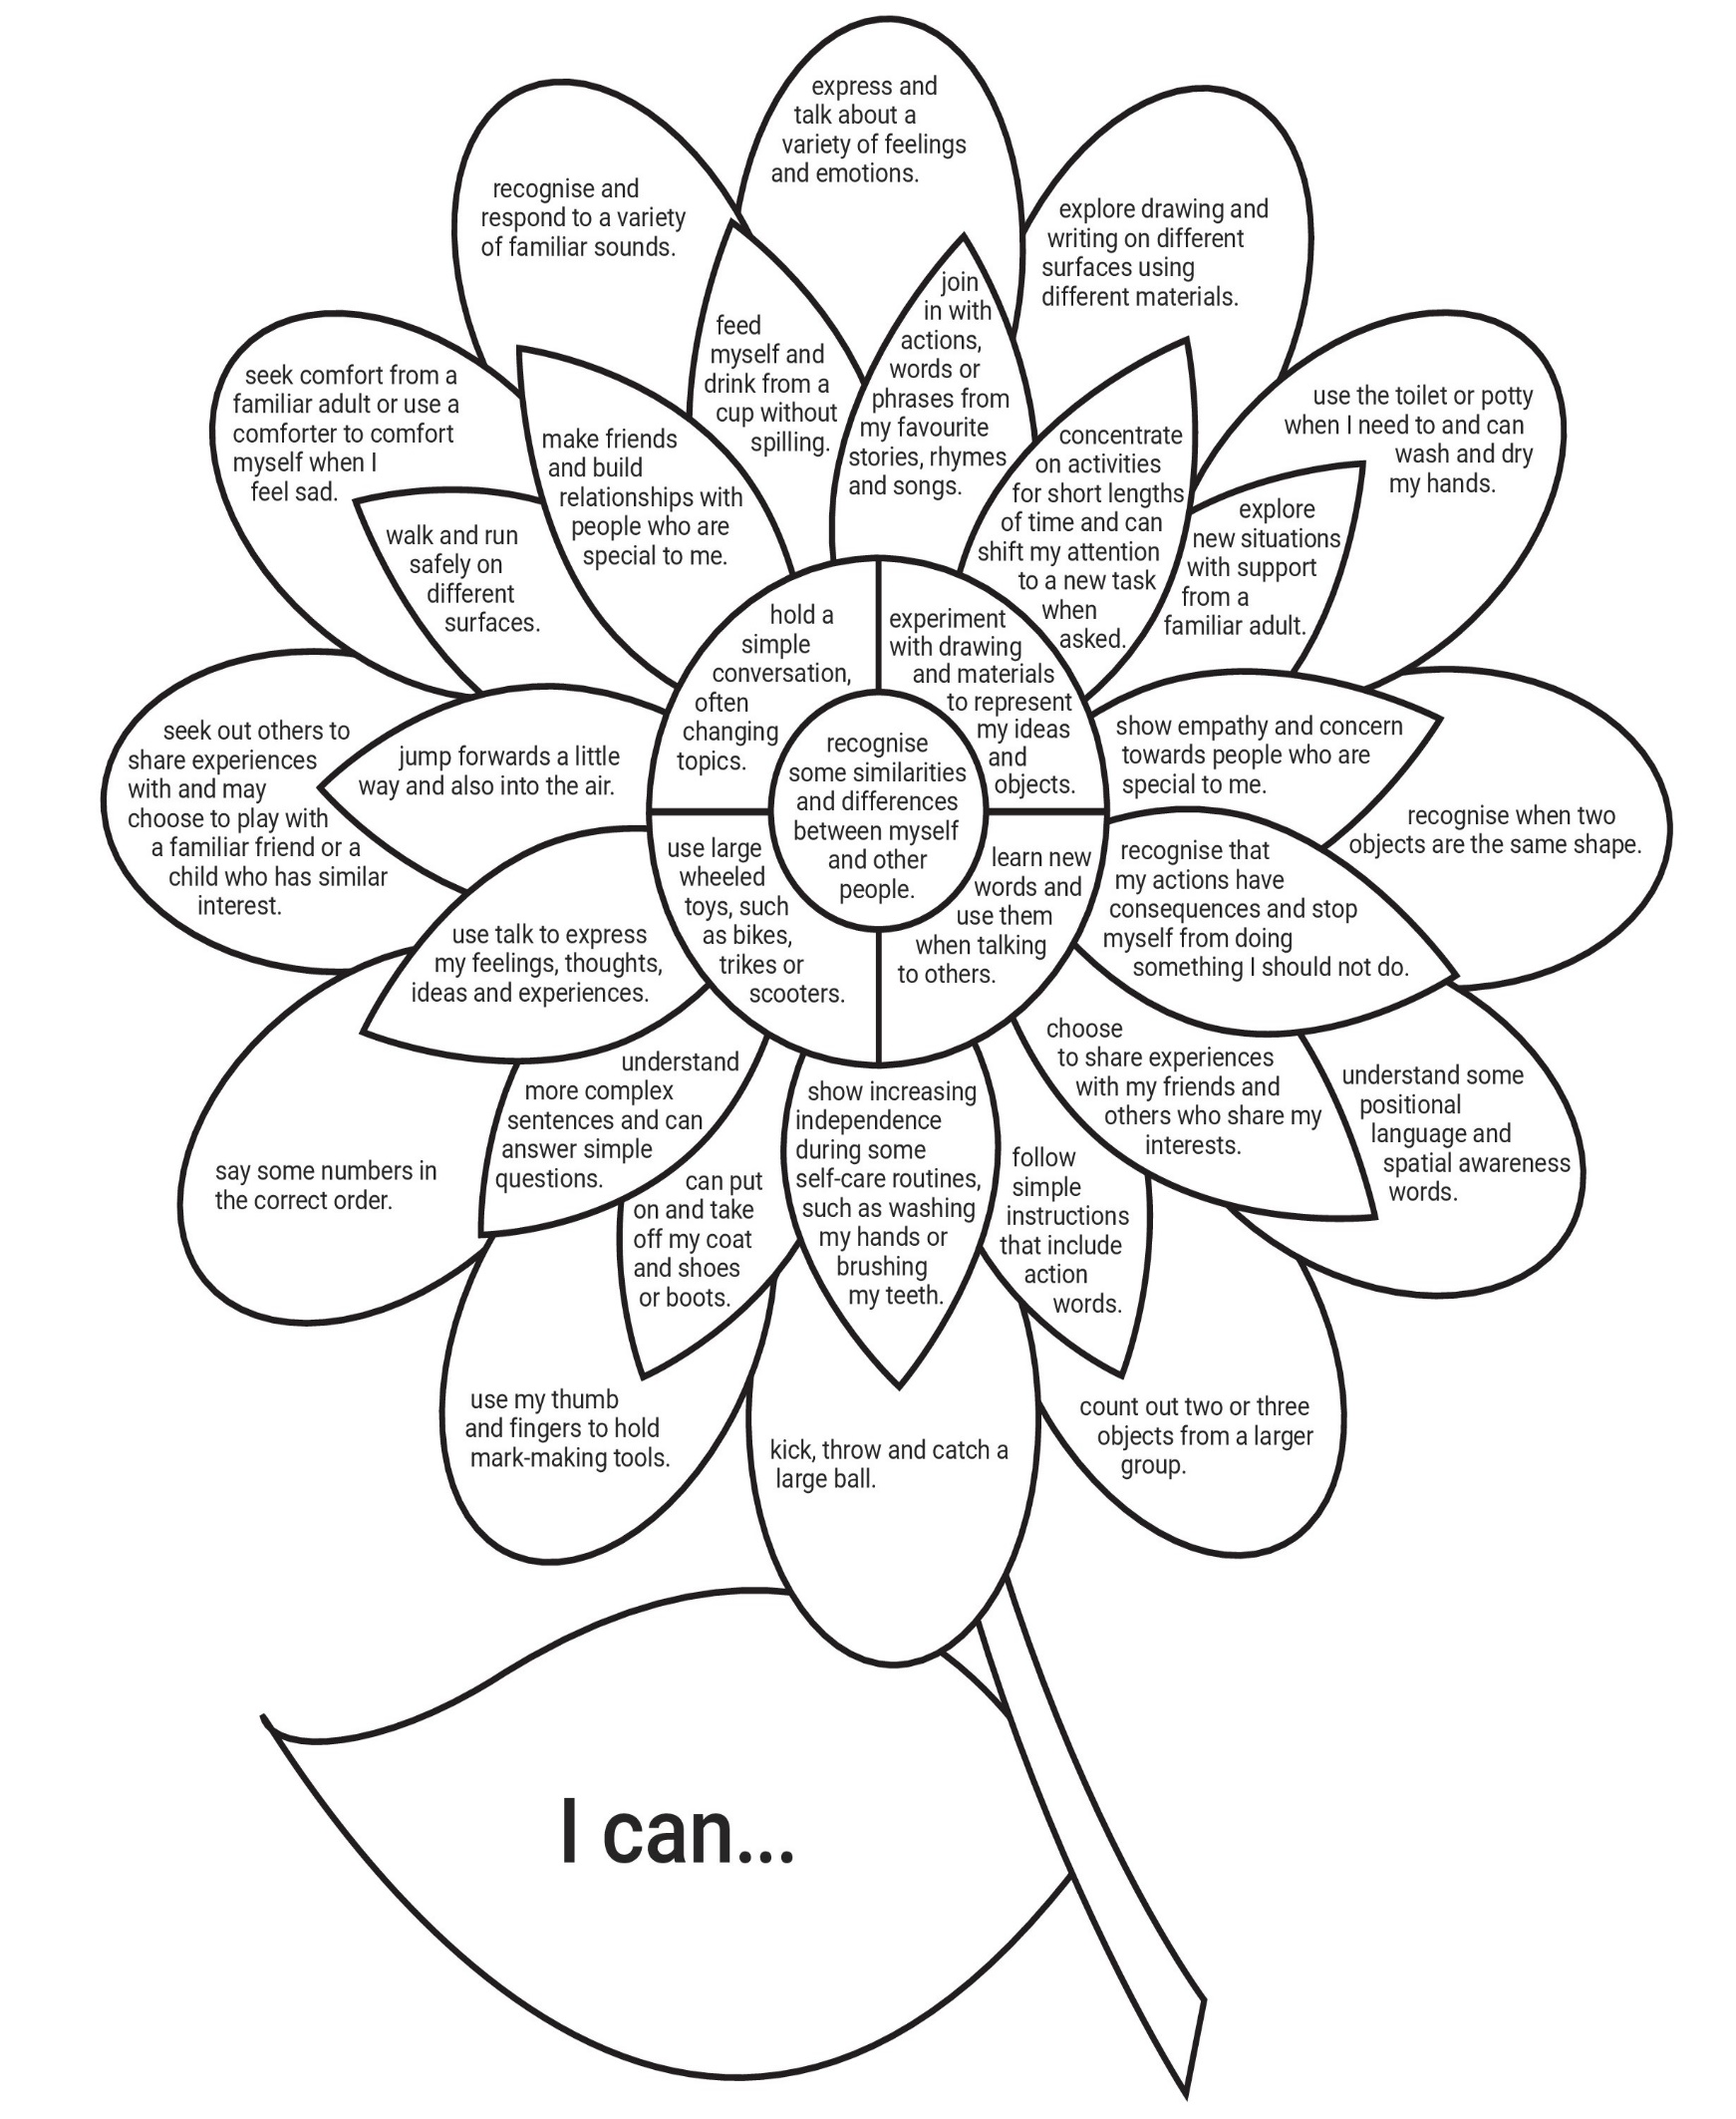 express and
talk about a
variety of feelings
and emotions.
explore drawing and
writing on different
surfaces using
different materials.
use the toilet or potty
when I need to and can
wash and dry
my hands.
recognise when two
objects are the same shape.
understand some
positional
language and
spatial awareness
words.
count out two or three
objects from a larger
group.
kick, throw and catch a
large ball.
use my thumb
and fingers to hold
mark-making tools.
say some numbers in
the correct order.
seek out others to
share experiences
with and may
choose to play with
a familiar friend or a
child who has similar
interest.
seek comfort from a
familiar adult or use a
comforter to comfort
myself when I
feel sad.
recognise and
respond to a variety
of familiar sounds.
feed
myself and
drink from a
cup without
spilling.
join
in with
actions,
words or
phrases from
my favourite
stories, rhymes
and songs.
concentrate
on activities
for short lengths
of time and can
shift my attention
to a new task
when
asked.
explore
new situations
with support
from a
familiar adult.
show empathy and concern
towards people who are
special to me.
recognise that
my actions have
consequences and stop
myself from doing
something I should not do.
choose
to share experiences
with my friends and
others who share my
interests.
follow
simple
instructions
that include
action
words.
show increasing
independence
during some
self-care routines,
such as washing
my hands or
brushing
my teeth.
can put
on and take
off my coat
and shoes
or boots.
understand
more complex
sentences and can
answer simple
questions.
use talk to express
my feelings, thoughts,
ideas and experiences.
jump forwards a little
way and also into the air.
walk and run
safely on
different
surfaces.
make friends
and build
relationships with
people who are
special to me.
hold a
simple
conversation,
often
changing
topics.
experiment
with drawing
and materials
to represent
my ideas
and
objects.
learn new
words and
use them
when talking
to others.
use large
wheeled
toys, such
as bikes,
trikes or
scooters.
recognise
some similarities
and differences
between myself
and other
people.
I can...